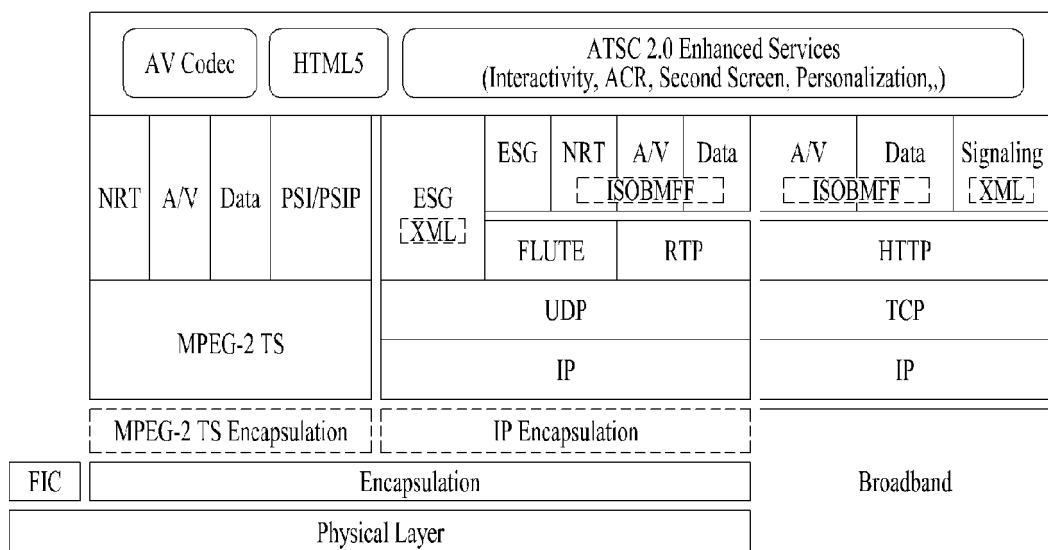 AV Codec
HTML5
ATSC 2.0 Enhanced Services
(Interactivity, ACR, Second Screen, Personalization,,)
NRT
A/V
Data
PSI/PSIP
ESG
XML
ESG
NRT
A/V
Data
ISOBMFF
A/V
Data
ISOBMFF
Signaling
XML
FLUTE
RTP
HTTP
MPEG-2 TS
UDP
TCP
IP
IP
MPEG-2 TS Encapsulation
IP Encapsulation
FIC
Encapsulation
Broadband
Physical Layer